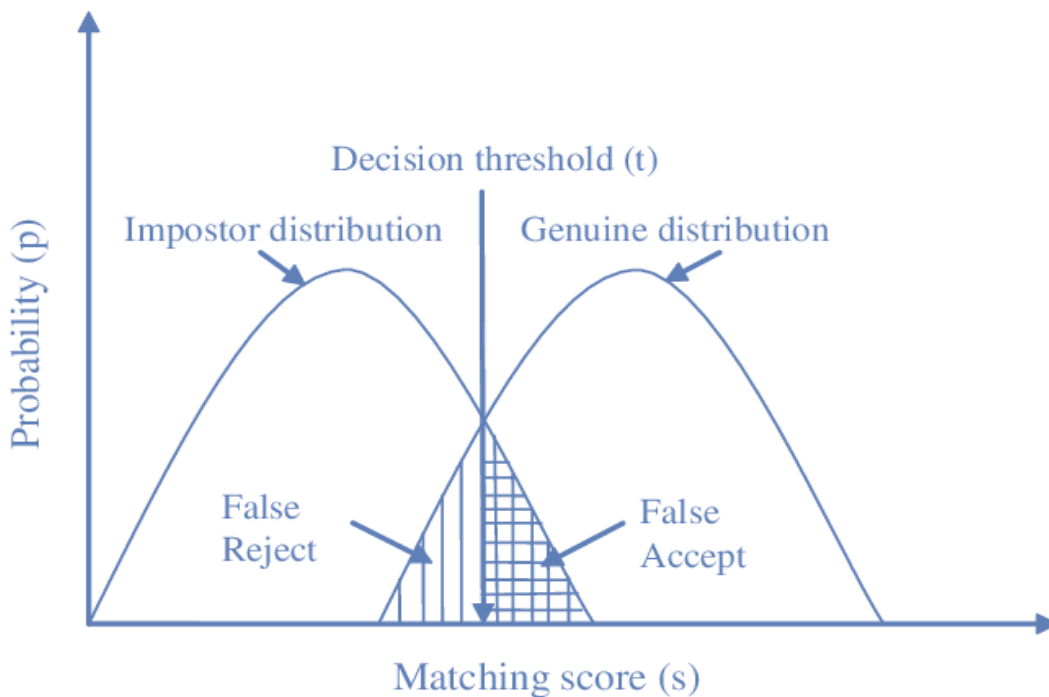 Decision threshold (t)
Impostor distribution
Genuine distribution
Probability (p)
False
Reject
False
Accept
Matching score (s)